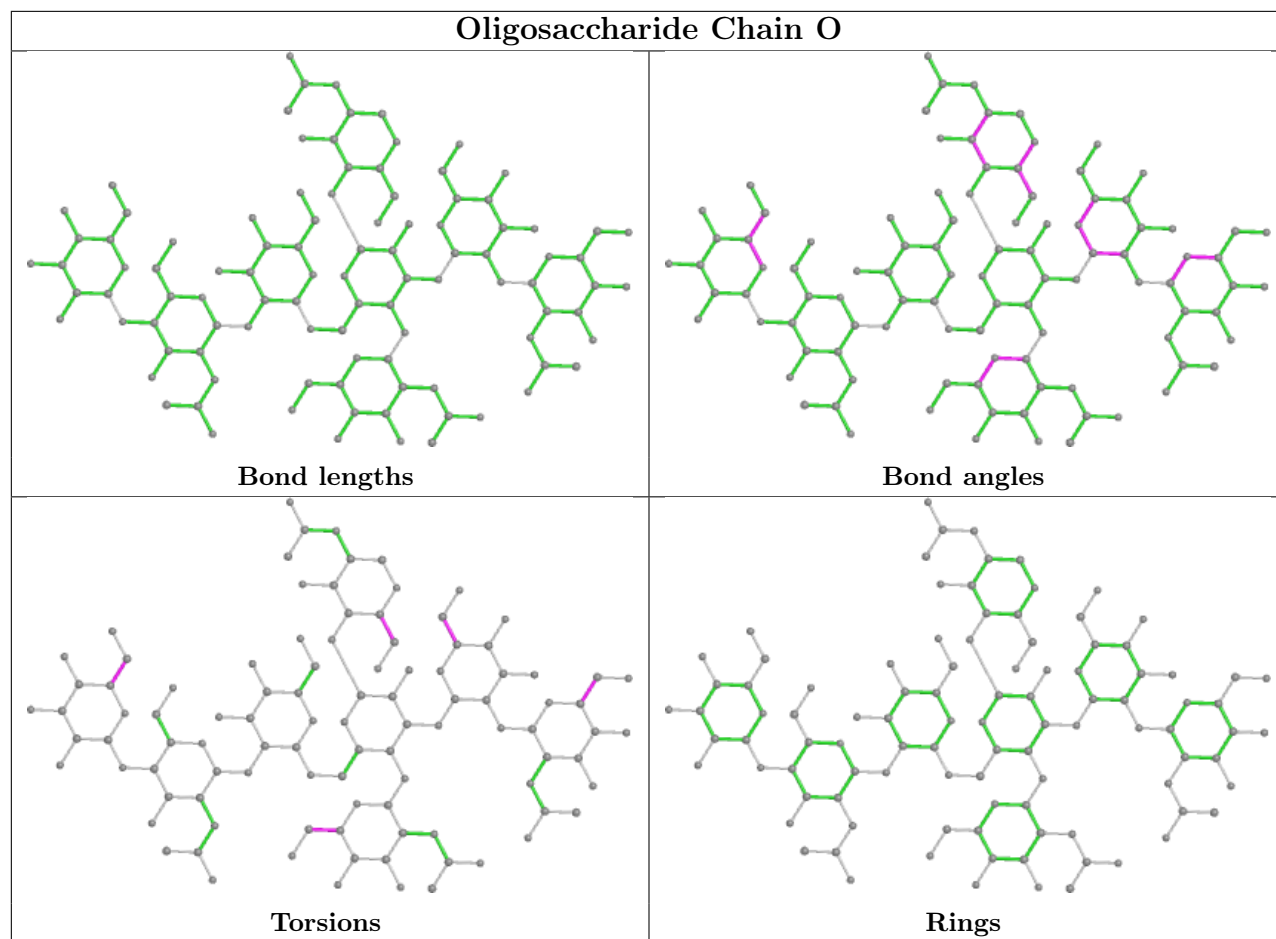 Oligosaccharide Chain O
Bond lengths
Bond angles
Torsions
Rings